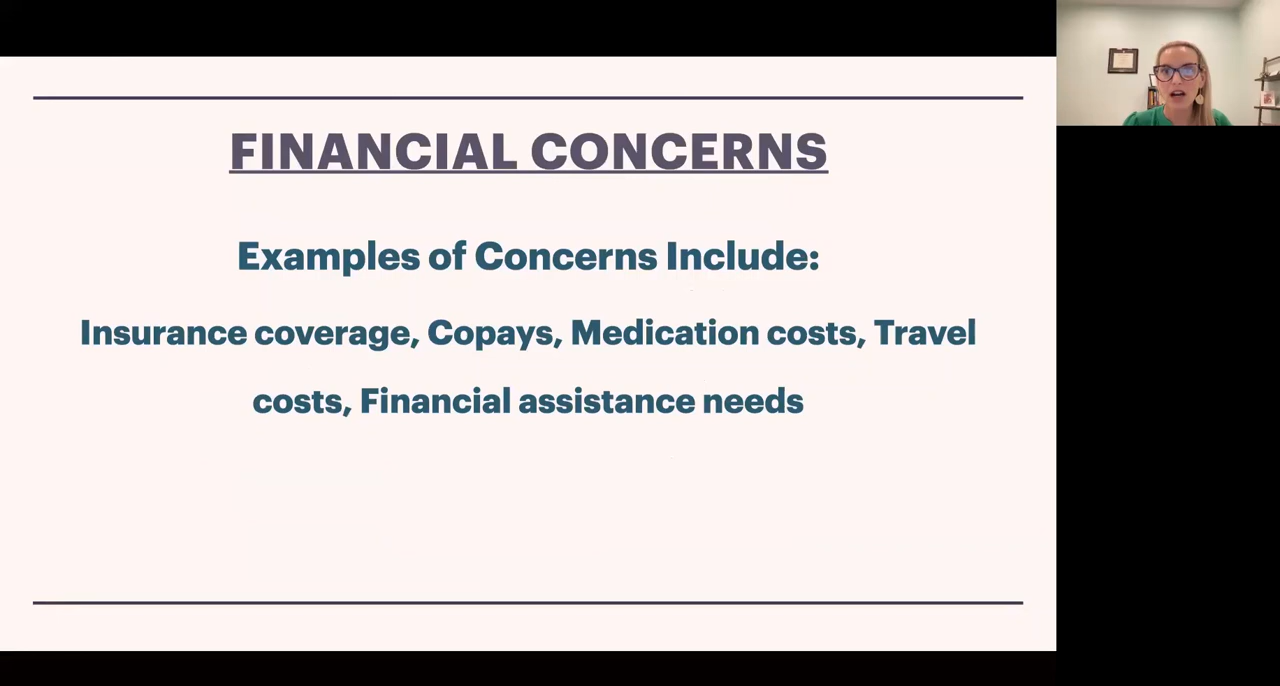 FINANCIAL CONCERNS
Examples of Concerns Include:
Insurance coverage, Copays, Medication costs, Travel
costs, Financial assistance needs